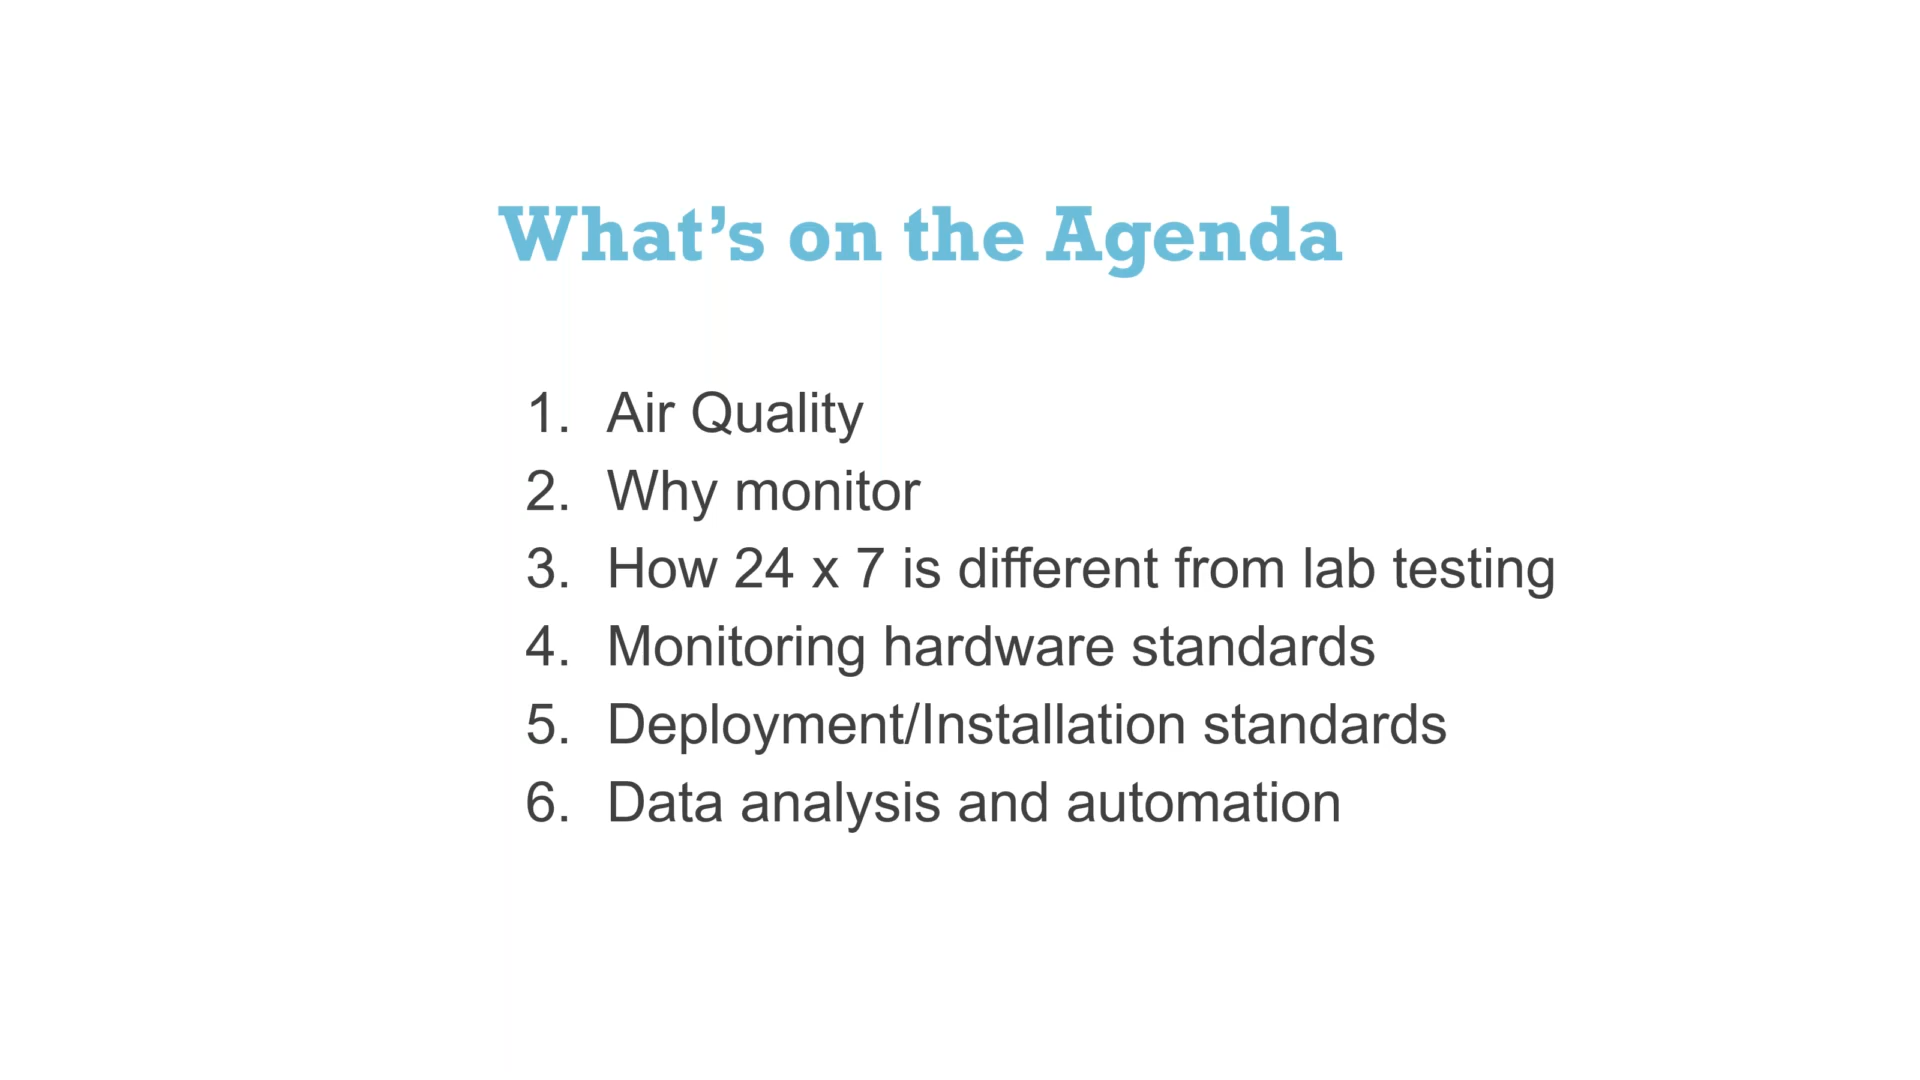 What’s on the Agenda
1. Air Quality
2. Why monitor
3. How 24 x 7 is different from lab testing
4. Monitoring hardware standards
5. Deployment/Installation standards
6. Data analysis and automation